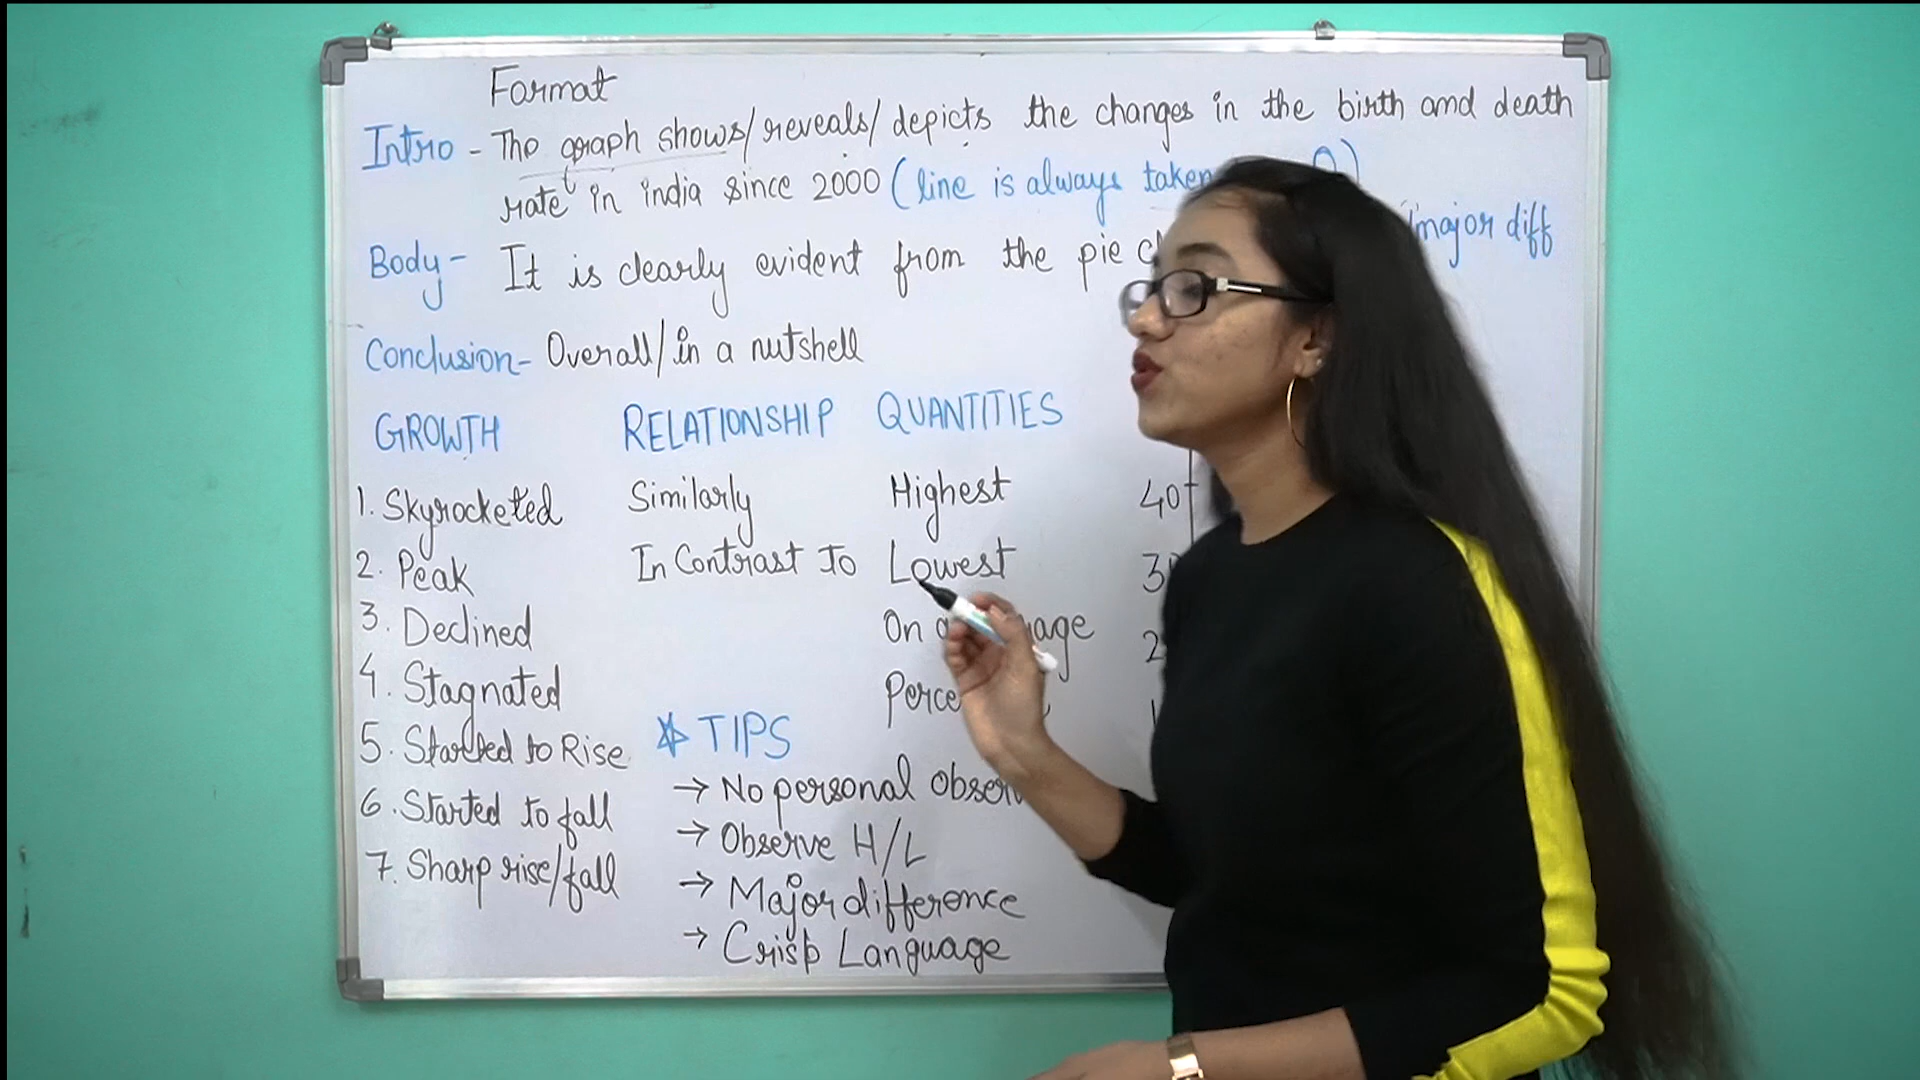 Format
Intro - The graph shows/reveals/depicts the changes in the birth and death
rate in india since 2000 (line is always taken Q)
Body - It is clearly evident from the pie major diff
Conclusion - Overall/in a nutshell
GROWTH
1. Skyrocketed
2. Peak
3. Declined
4. Stagnated
5. Started to Rise
6. Started to fall
7. Sharp rise/fall
RELATIONSHIP
Similarly
In Contrast To
QUANTITIES
Highest
Lowest
On
40
TIPS
→ No personal
→ Observe H/L
→ Major difference
→ Crisp Language